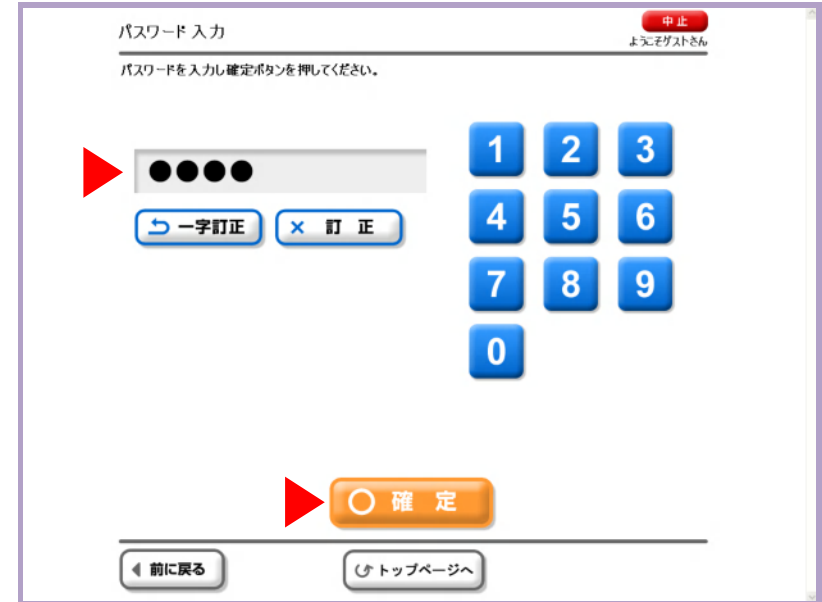 パスワード入力
中止
ようこそゲストさん
パスワードを入力し確定ボタンを押してください。
●●●●
一字訂正
× 訂 正
1 2 3
4 5 6
7 8 9
0
確 定
前に戻る
トップページへ